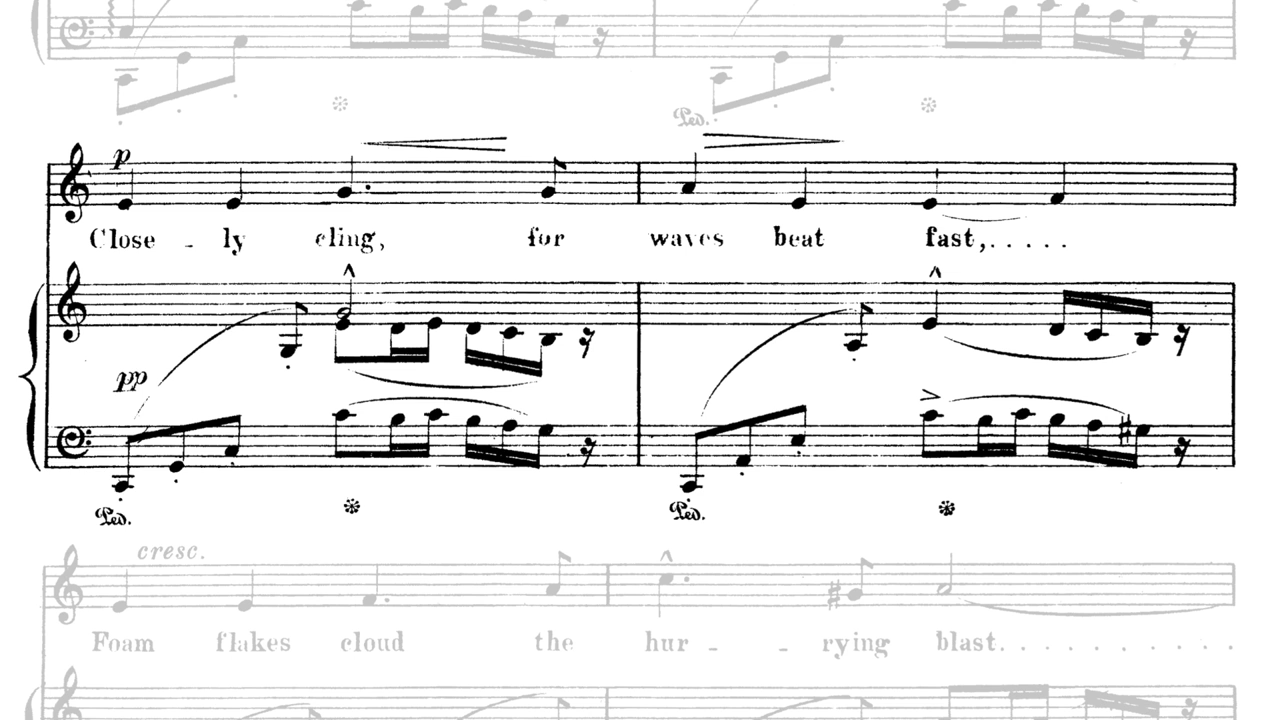 Ped.
p
Close - ly cling, for waves beat fast,.....
pp
Ped. Ped.
cresc.
Foam flakes cloud the hur - - rying blast..........